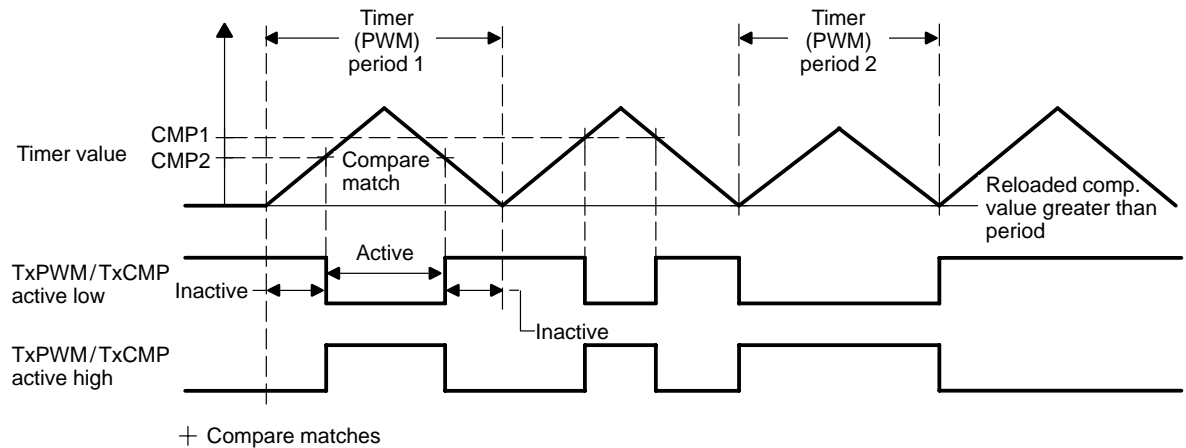 Timer
(PWM)
period 1
Timer
(PWM)
period 2
CMP1
Timer value
CMP2
Compare
match
Reloaded comp.
value greater than
period
Active
TxPWM/TxCMP
active low
Inactive
Inactive
TxPWM/TxCMP
active high
+ Compare matches